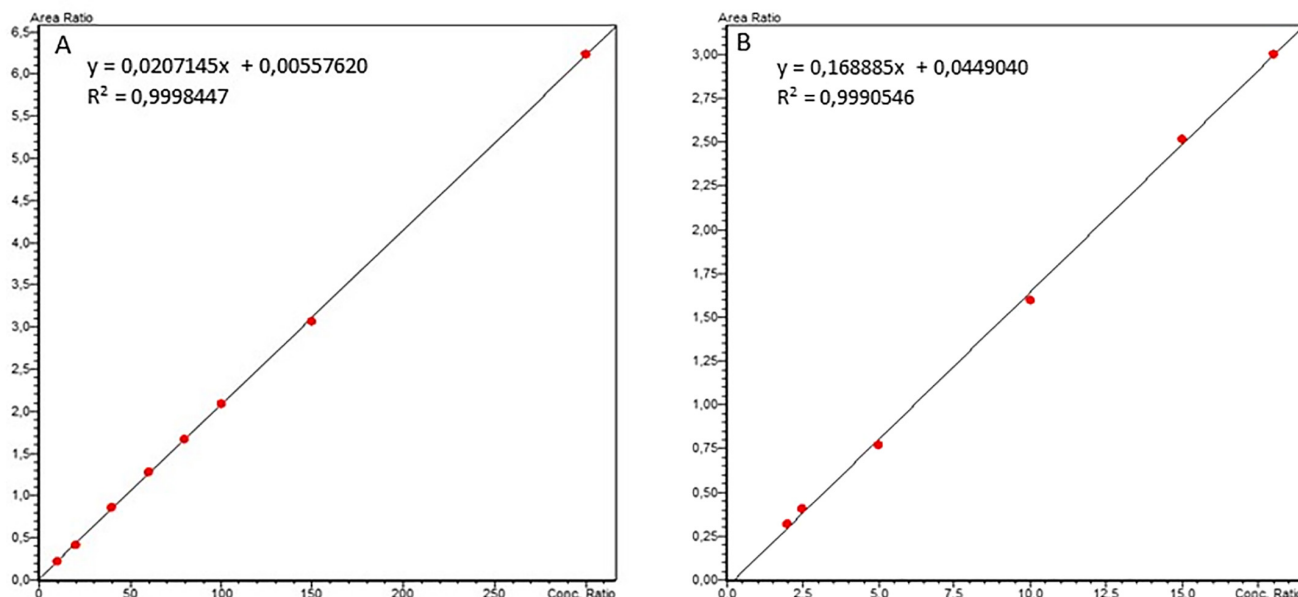 Area Ratio
A
y = 0,0207145x + 0,00557620
R² = 0,9998447
6,5
6,0
5,5
5,0
4,5
4,0
3,5
3,0
2,5
2,0
1,5
1,0
0,5
0,0
0 50 100 150 200 250 Conc. Ratio
Area Ratio
B
y = 0,168885x + 0,0449040
R² = 0,9990546
3,00
2,75
2,50
2,25
2,00
1,75
1,50
1,25
1,00
0,75
0,50
0,25
0,00
0,0 2,5 5,0 7,5 10,0 12,5 15,0 Conc. Ratio